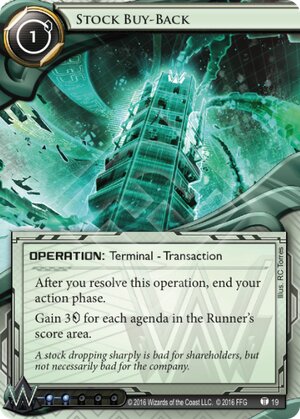 1
STOCK BUY-BACK
OPERATION: Terminal - Transaction
After you resolve this operation, end your
action phase.
Gain 3 for each agenda in the Runner's
score area.
A stock dropping sharply is bad for shareholders, but
not necessarily bad for the company.
Illus. RC Torres
© 2016 Wizards of the Coast LLC. © 2016 FFG
19